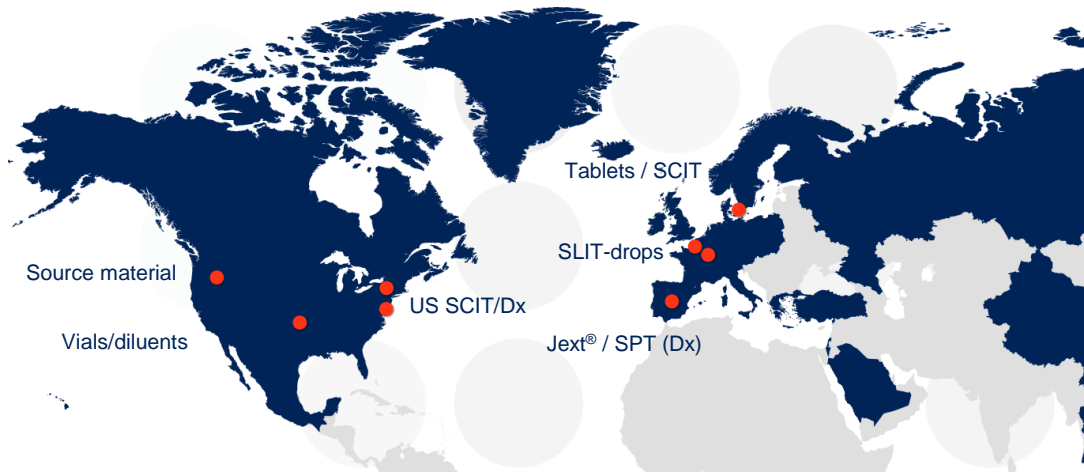 Tablets / SCIT
SLIT-drops
Source material
US SCIT/Dx
Vials/diluents
Jext® / SPT (Dx)